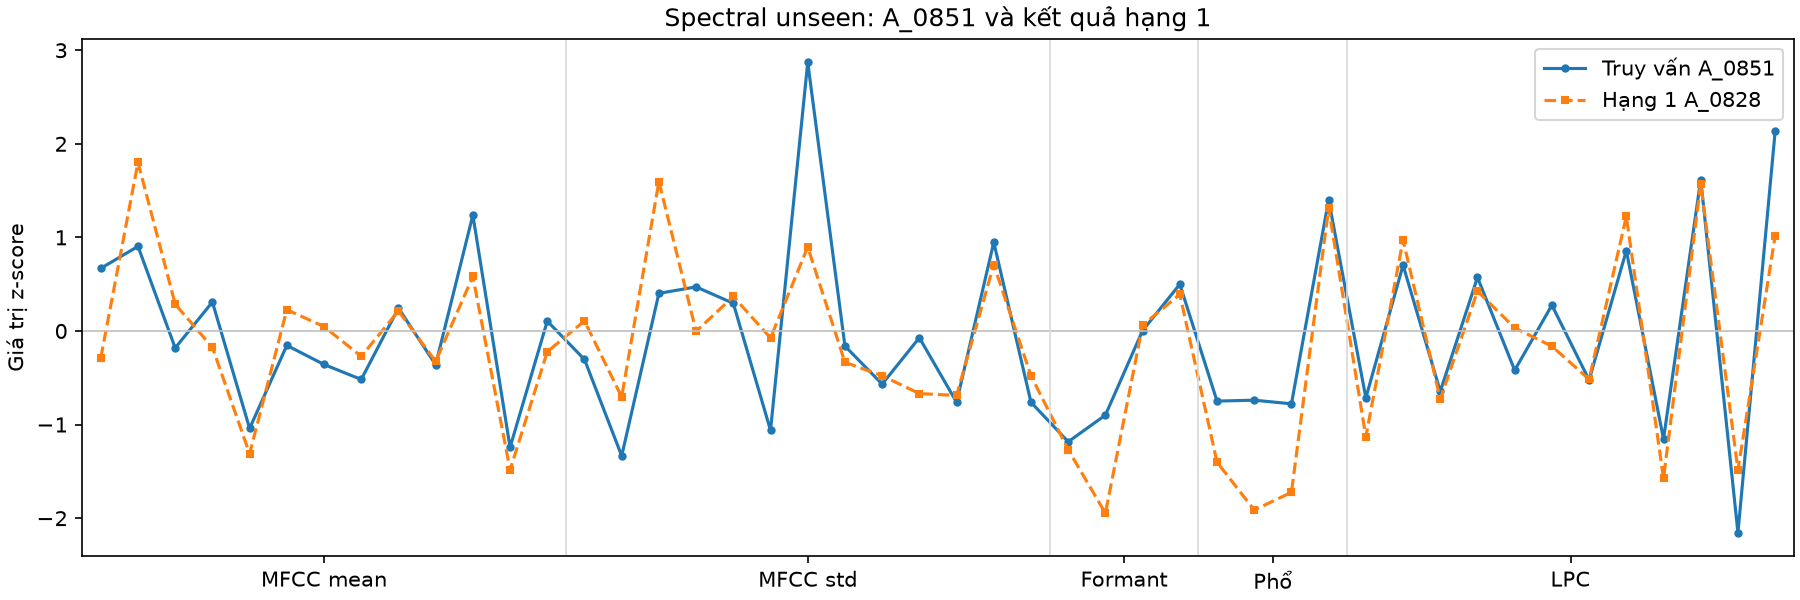 Spectral unseen: A_0851 và kết quả hạng 1
Truy vấn A_0851
Hạng 1 A_0828
Giá trị z-score
3
2
1
0
−1
−2
MFCC mean
MFCC std
Formant
Phổ
LPC